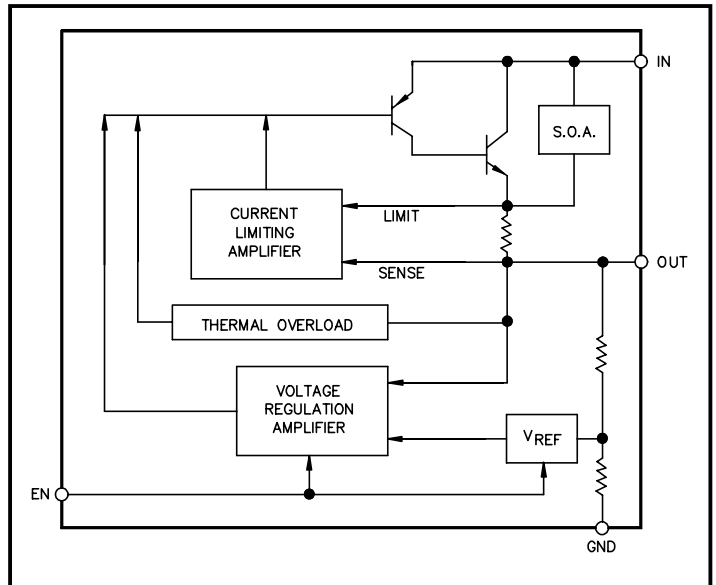 IN
S.O.A.
CURRENT
LIMITING
AMPLIFIER
LIMIT
SENSE
OUT
THERMAL OVERLOAD
VOLTAGE
REGULATION
AMPLIFIER
VREF
EN
GND